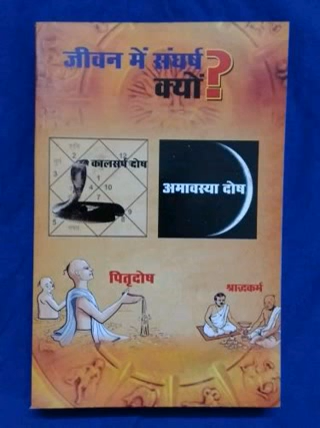 जीवन में संघर्ष
क्यों?
कालसर्प दोष
अमावस्या दोष
पितृदोष
श्राद्धकर्म